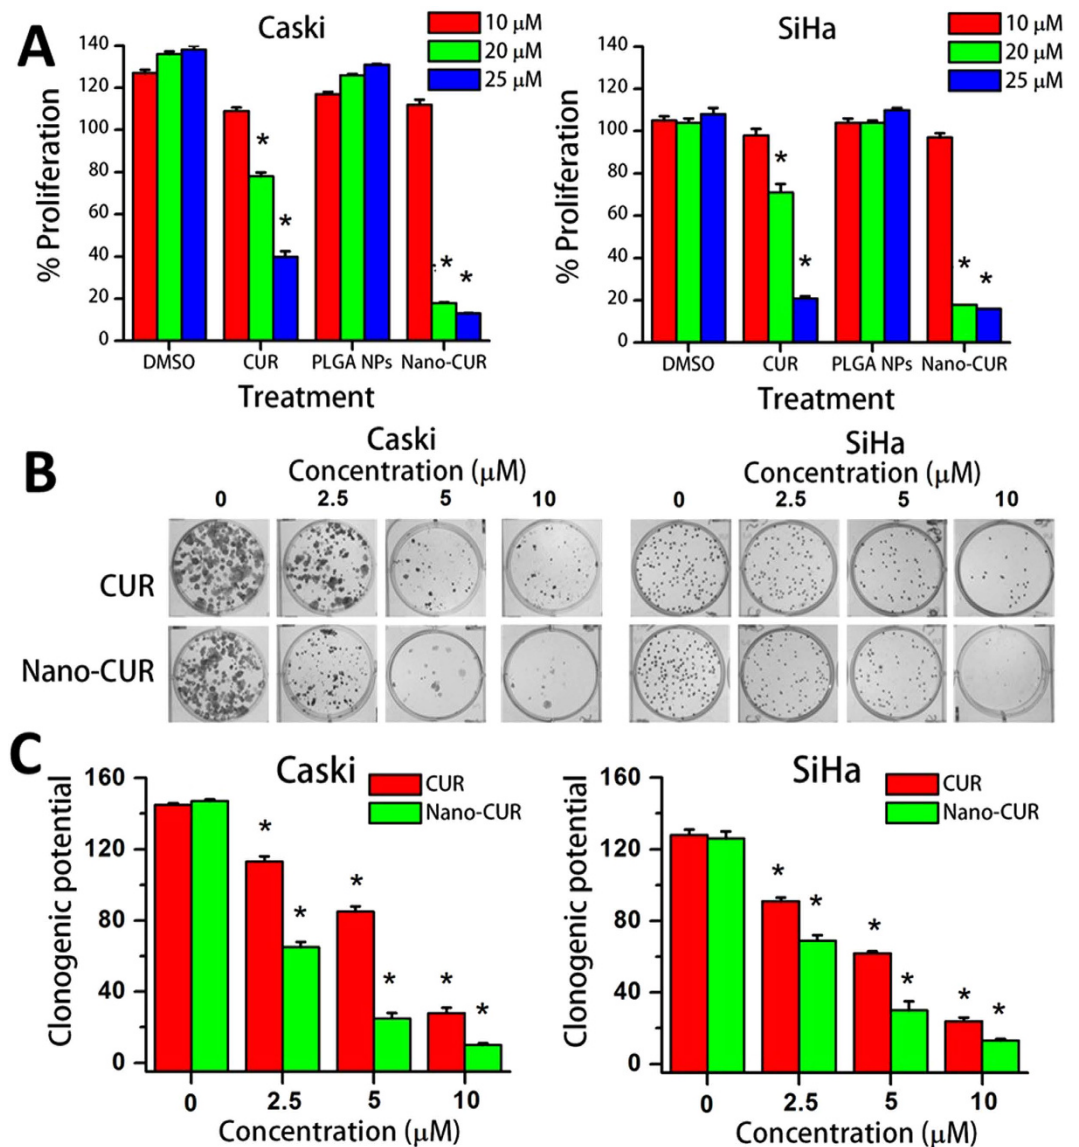 A
Caski
10 μM
20 μM
25 μM
% Proliferation
140
120
100
80
60
40
20
0
DMSO CUR PLGA NPs Nano-CUR
Treatment
* * * *
SiHa
10 μM
20 μM
25 μM
% Proliferation
140
120
100
80
60
40
20
0
DMSO CUR PLGA NPs Nano-CUR
Treatment
* * * *
B
Caski
Concentration (μM)
0 2.5 5 10
SiHa
Concentration (μM)
0 2.5 5 10
CUR
Nano-CUR
C
Caski
CUR
Nano-CUR
Clonogenic potential
160
120
80
40
0
* * * * * *
0 2.5 5 10
Concentration (μM)
SiHa
CUR
Nano-CUR
Clonogenic potential
160
120
80
40
0
* * * * * *
0 2.5 5 10
Concentration (μM)